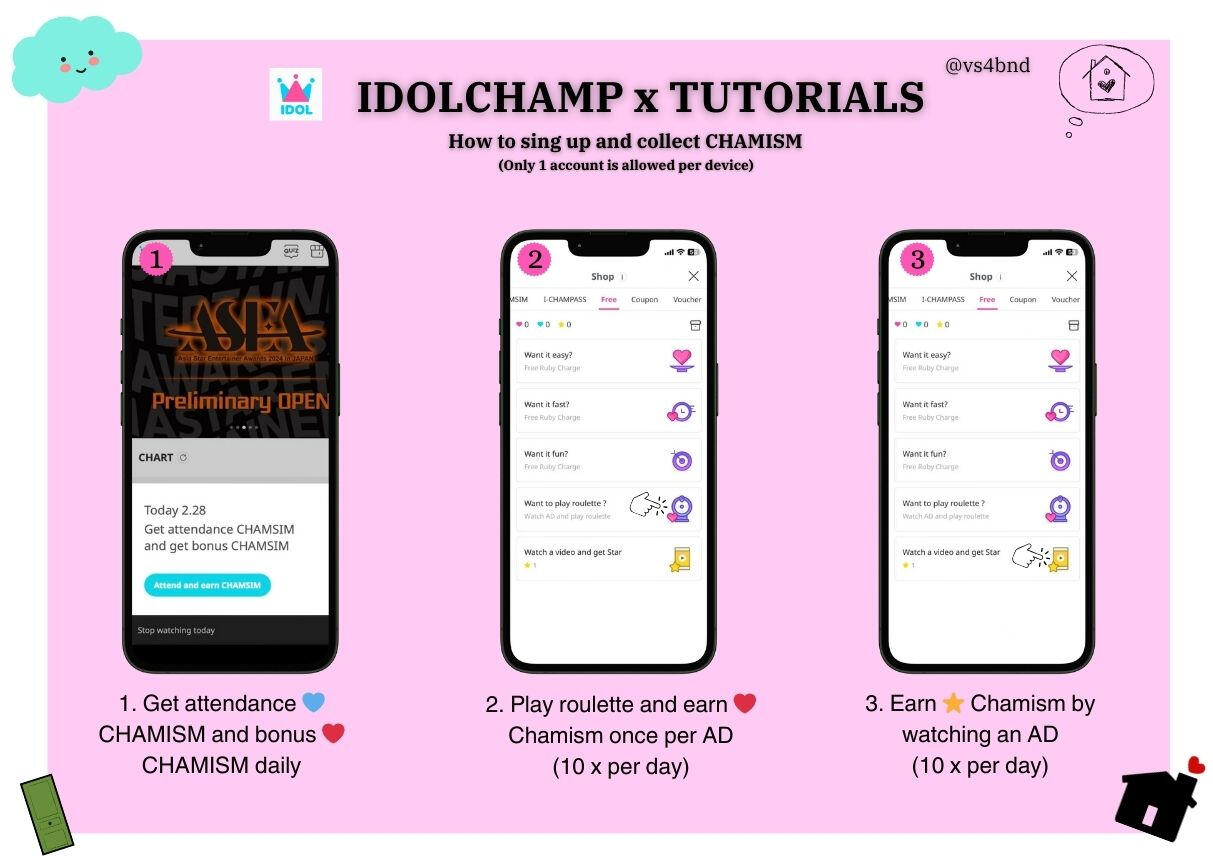 @vs4bnd
IDOL
IDOLCHAMP x TUTORIALS
How to sing up and collect CHAMISM
(Only 1 account is allowed per device)
1
QUIZ
ASEA
Asia Star Entertainer Awards 2024 in JAPAN
Preliminary OPEN
CHART
Today 2.28
Get attendance CHAMSIM
and get bonus CHAMSIM
Attend and earn CHAMSIM
Stop watching today
1. Get attendance 💙
CHAMISM and bonus ❤️
CHAMISM daily
2
Shop i
MSIM I-CHAMPASS Free Coupon Voucher
0 0 0
Want it easy?
Free Ruby Charge
Want it fast?
Free Ruby Charge
Want it fun?
Free Ruby Charge
Want to play roulette ?
Watch AD and play roulette
Watch a video and get Star
1
2. Play roulette and earn ❤️
Chamism once per AD
(10 x per day)
3
Shop i
MSIM I-CHAMPASS Free Coupon Voucher
0 0 0
Want it easy?
Free Ruby Charge
Want it fast?
Free Ruby Charge
Want it fun?
Free Ruby Charge
Want to play roulette ?
Watch AD and play roulette
Watch a video and get Star
1
3. Earn ⭐ Chamism by
watching an AD
(10 x per day)